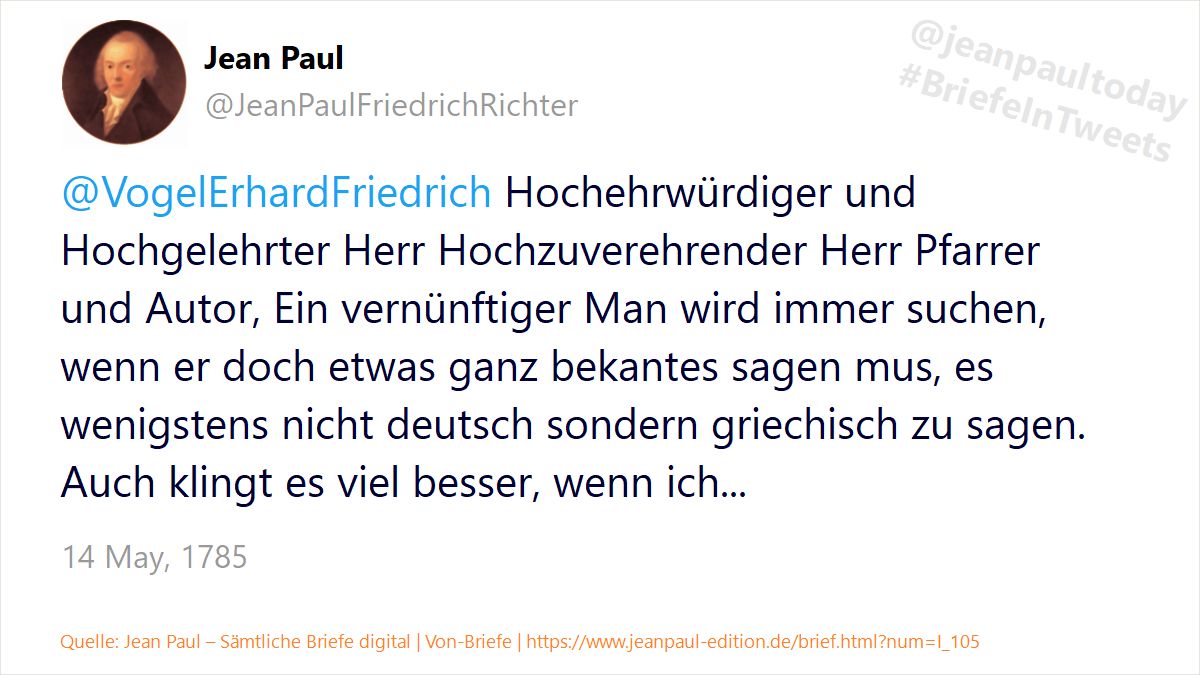 Jean Paul
@JeanPaulFriedrichRichter
@jeanpaultoday
#BriefeInTweets
@VogelErhardFriedrich Hochehrwürdiger und
Hochgelehrter Herr Hochzuverehrender Herr Pfarrer
und Autor, Ein vernünftiger Man wird immer suchen,
wenn er doch etwas ganz bekantes sagen mus, es
wenigstens nicht deutsch sondern griechisch zu sagen.
Auch klingt es viel besser, wenn ich...
14 May, 1785
Quelle: Jean Paul – Sämtliche Briefe digital | Von-Briefe | https://www.jeanpaul-edition.de/brief.html?num=I_105